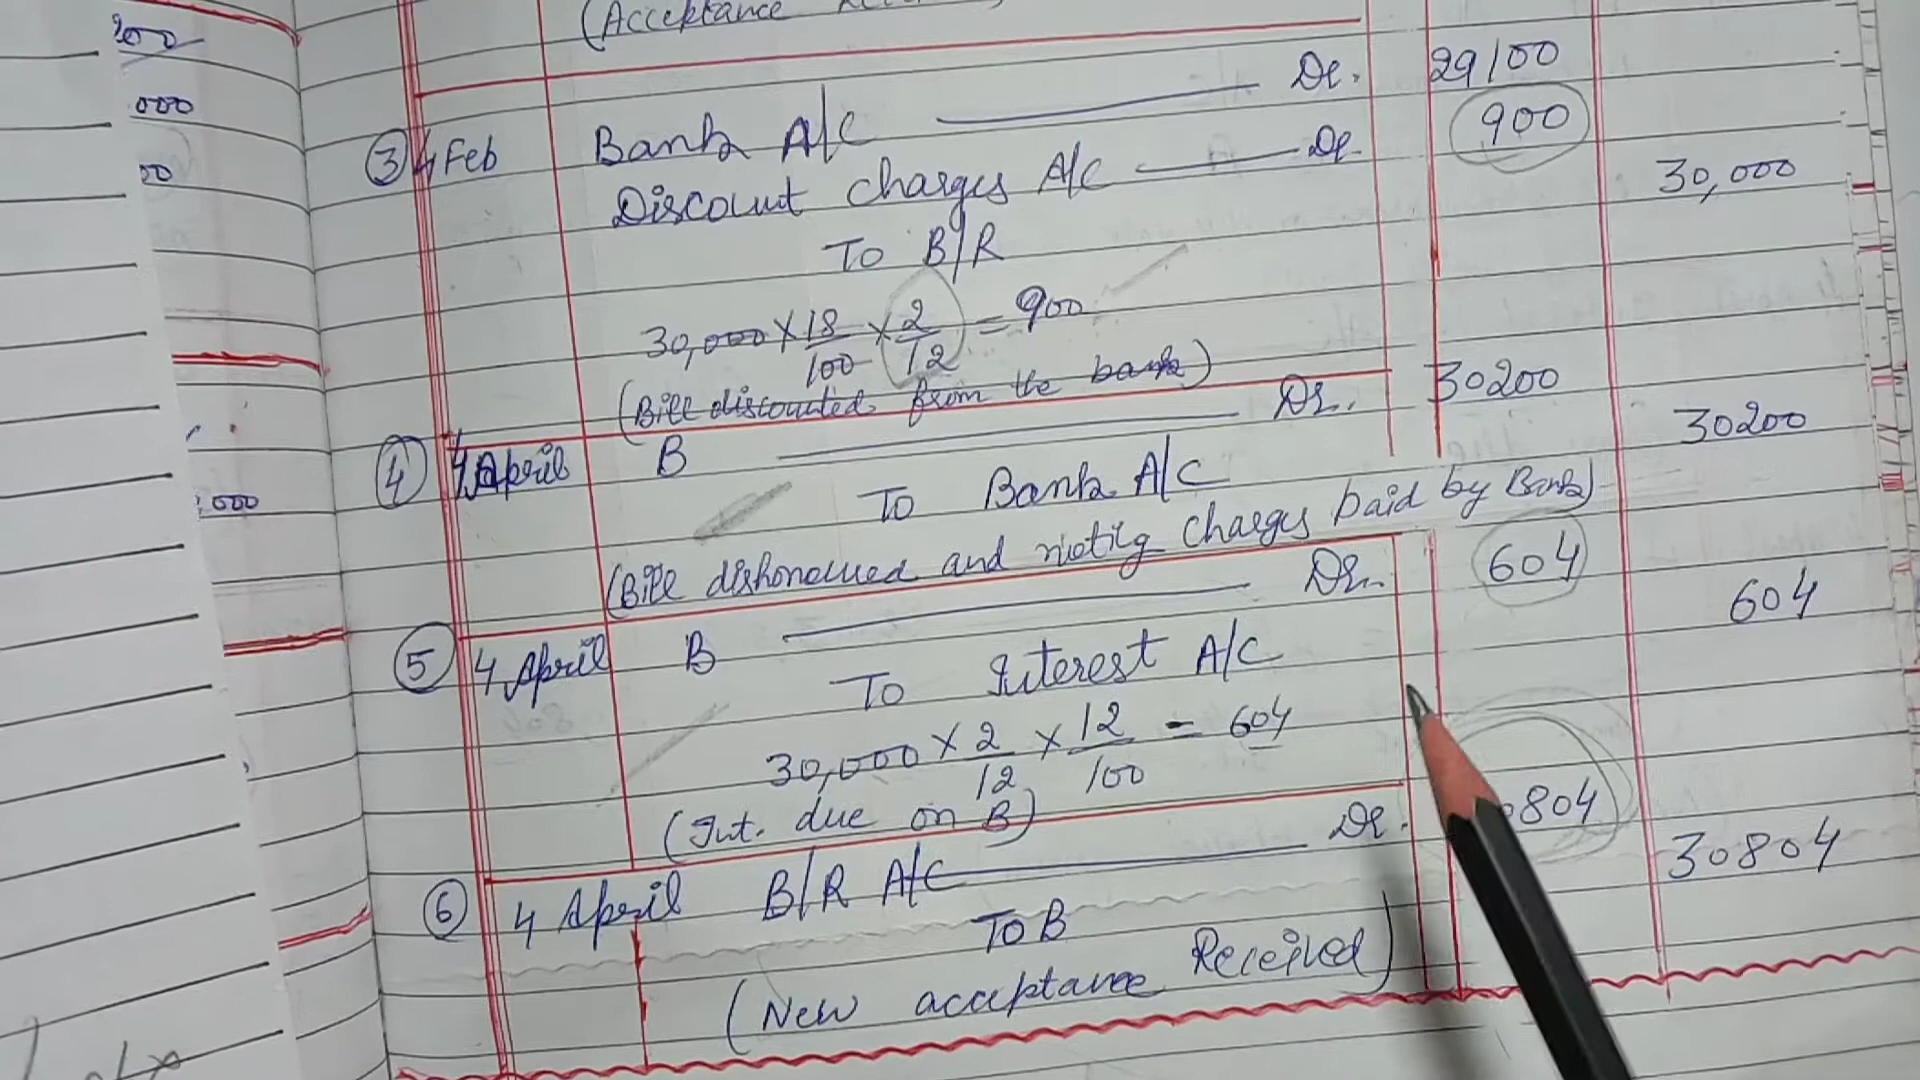 (Acceptance
③ 4 Feb Bank A/C Dr. 29100
Discount charges A/C Dr. 900
To B/R 30,000
30,000 × 18/100 × 2/12 = 900
(Bill discounted from the bank)
④ 4 April B Dr. 30200
To Bank A/C 30200
(Bill dishonoured and noting charges paid by Bank)
⑤ 4 April B Dr. 604
To Interest A/C 604
30,000 × 2/12 × 12/100 = 604
(Int. due on B)
⑥ 4 April B/R A/C Dr. 0804
To B 30804
(New acceptance Received)
000
000